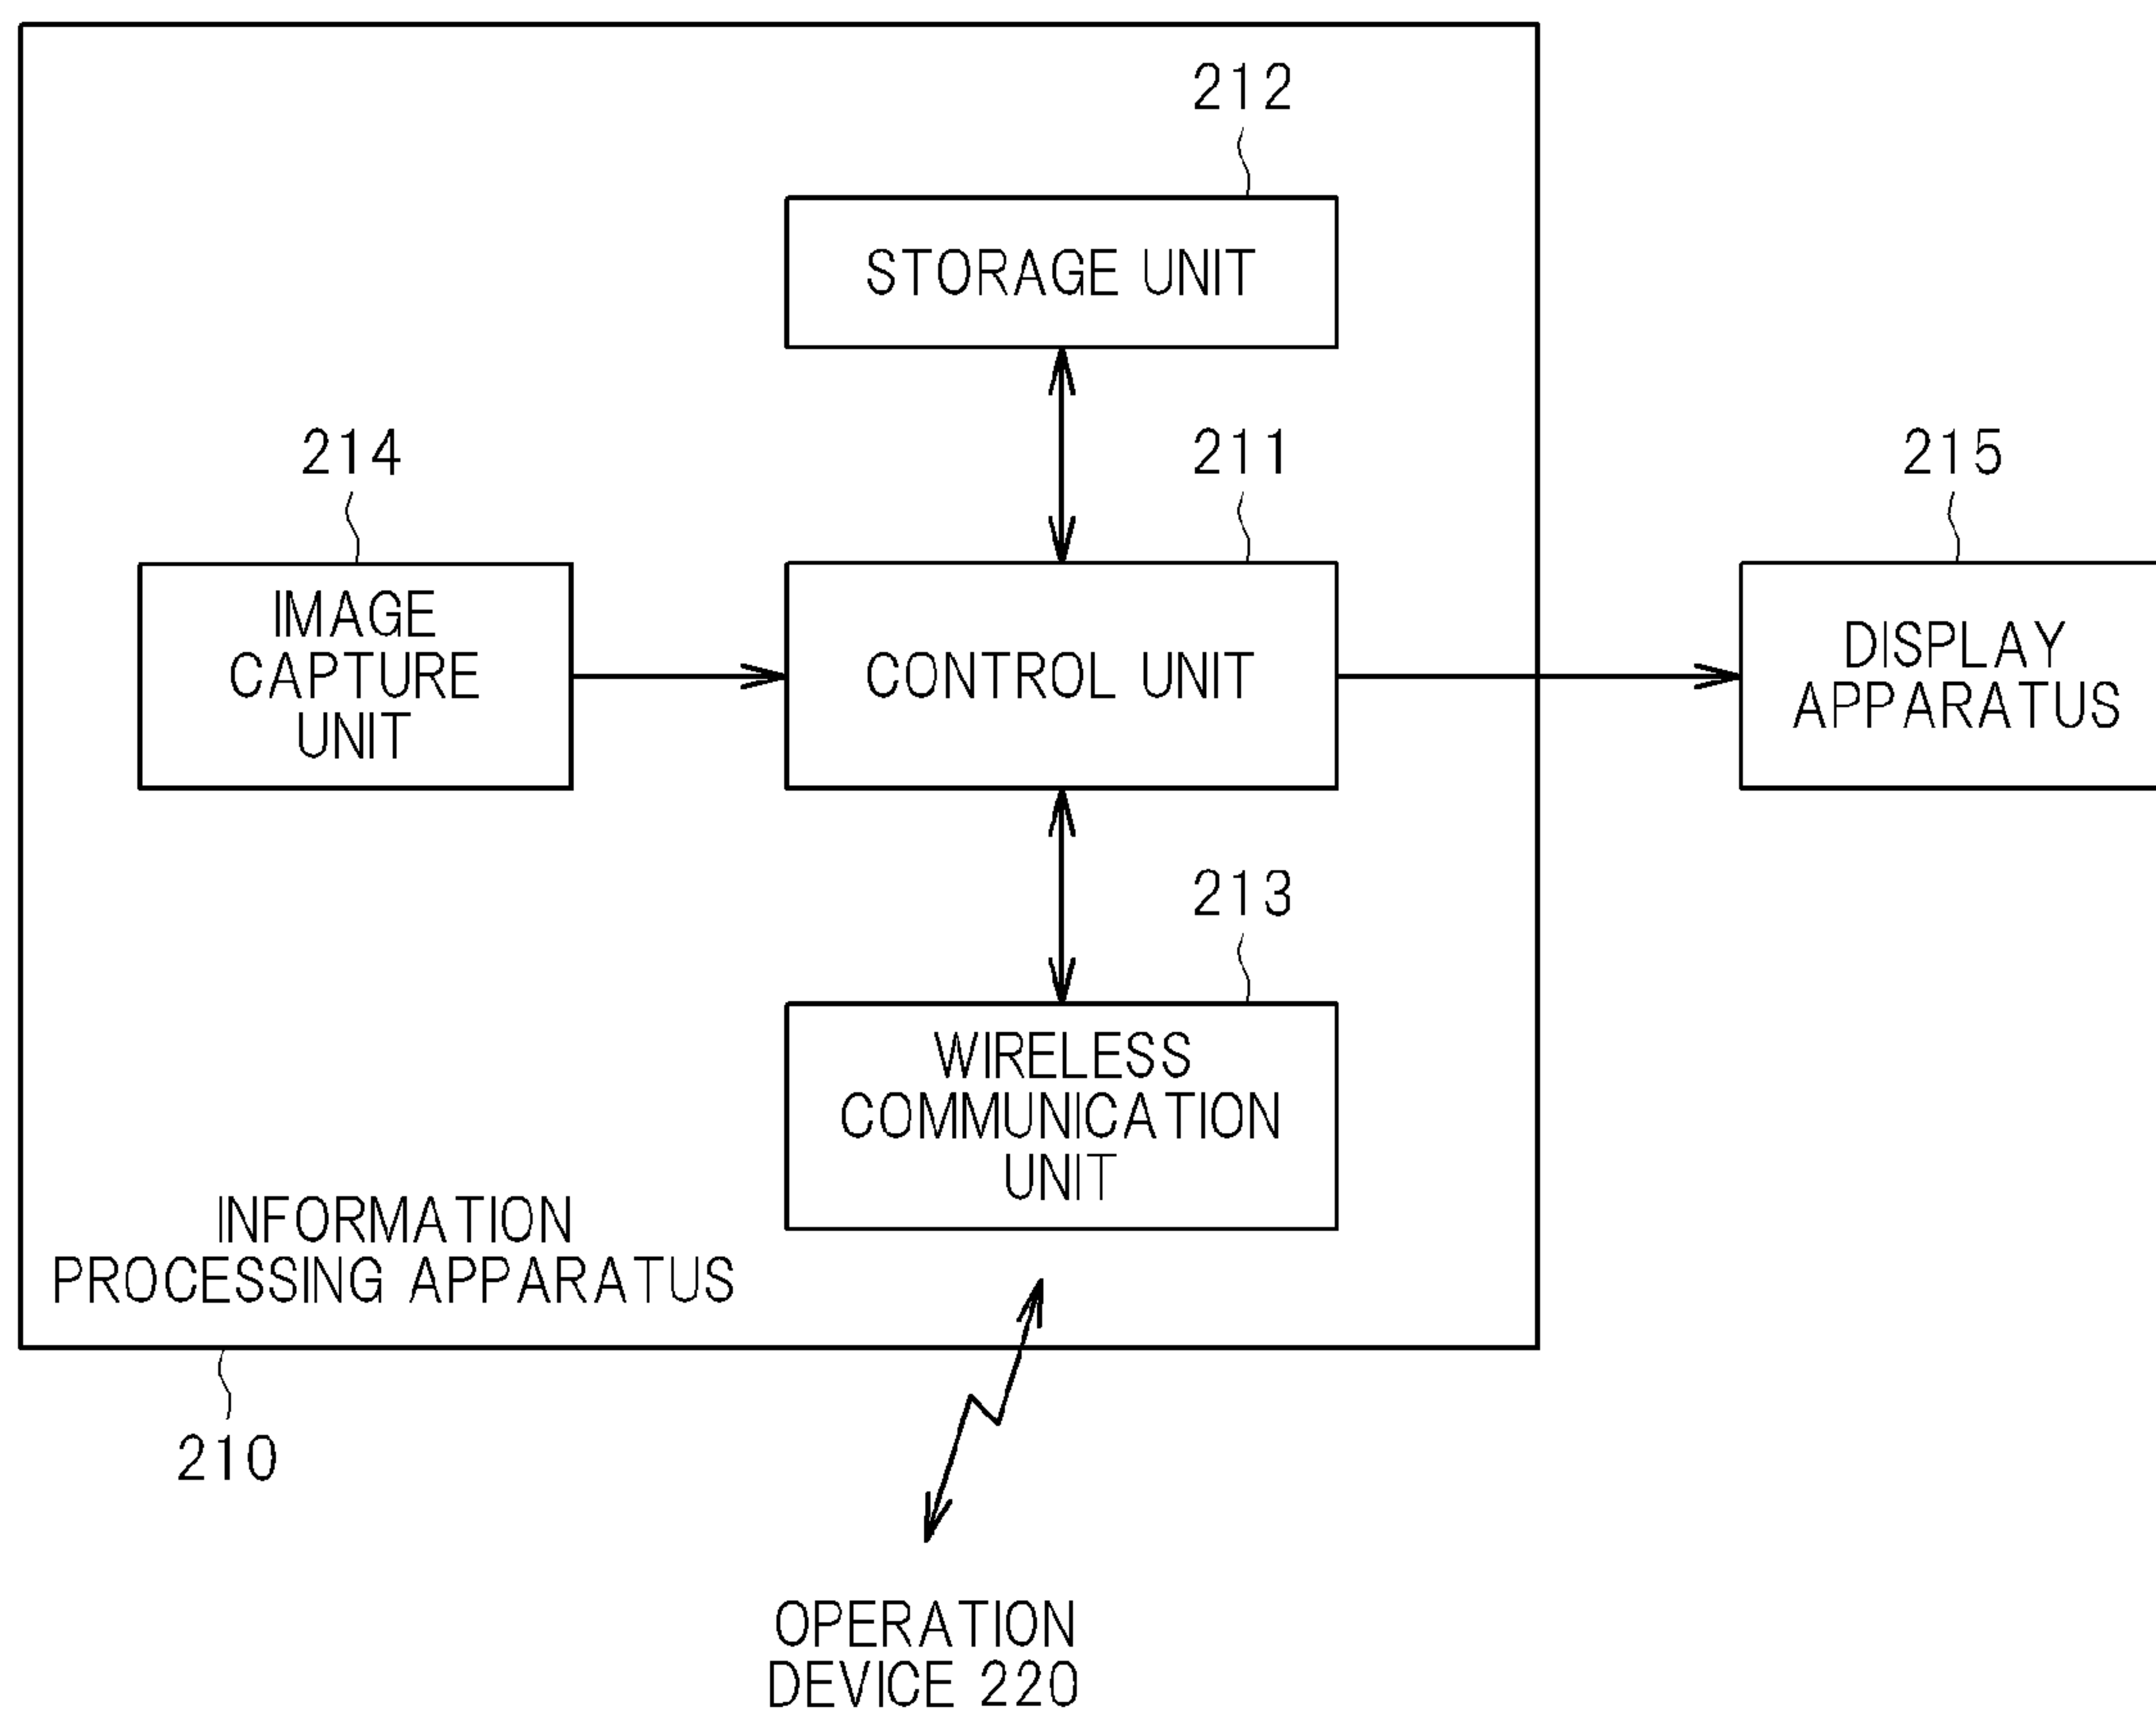 212
STORAGE UNIT
214
211
215
IMAGE
CAPTURE
UNIT
CONTROL UNIT
DISPLAY
APPARATUS
213
WIRELESS
COMMUNICATION
UNIT
INFORMATION
PROCESSING APPARATUS
210
OPERATION
DEVICE 220